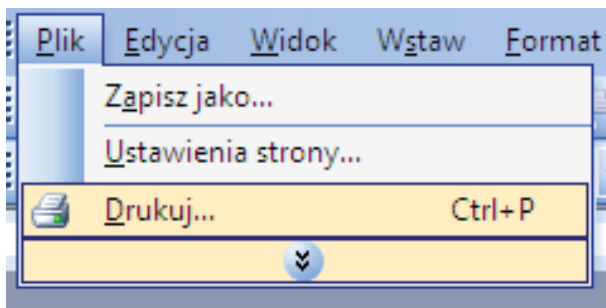 Plik Edycja Widok Wstaw Format
Zapisz jako...
Ustawienia strony...
Drukuj... Ctrl+P